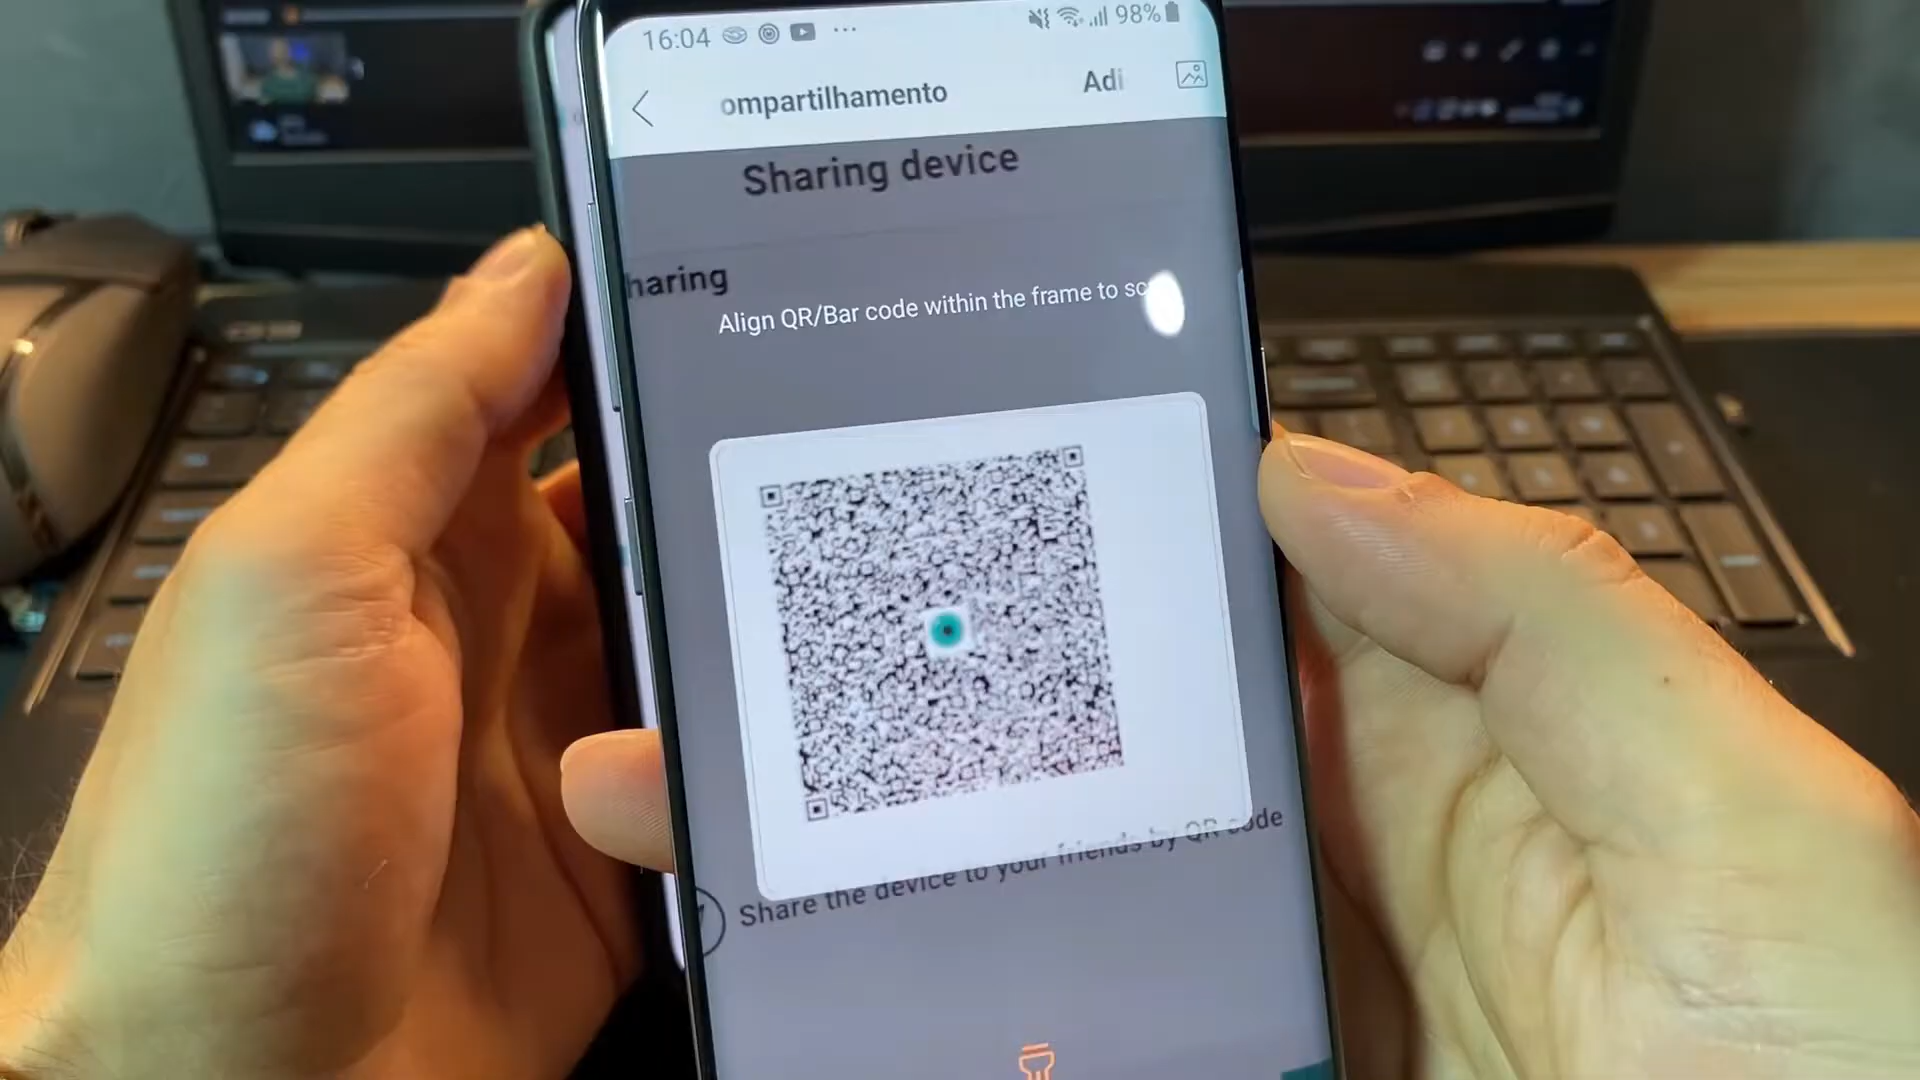 16:04 98%
ompartilhamento Adi
Sharing device
haring
Align QR/Bar code within the frame to sc
Share the device to your friends by QR code